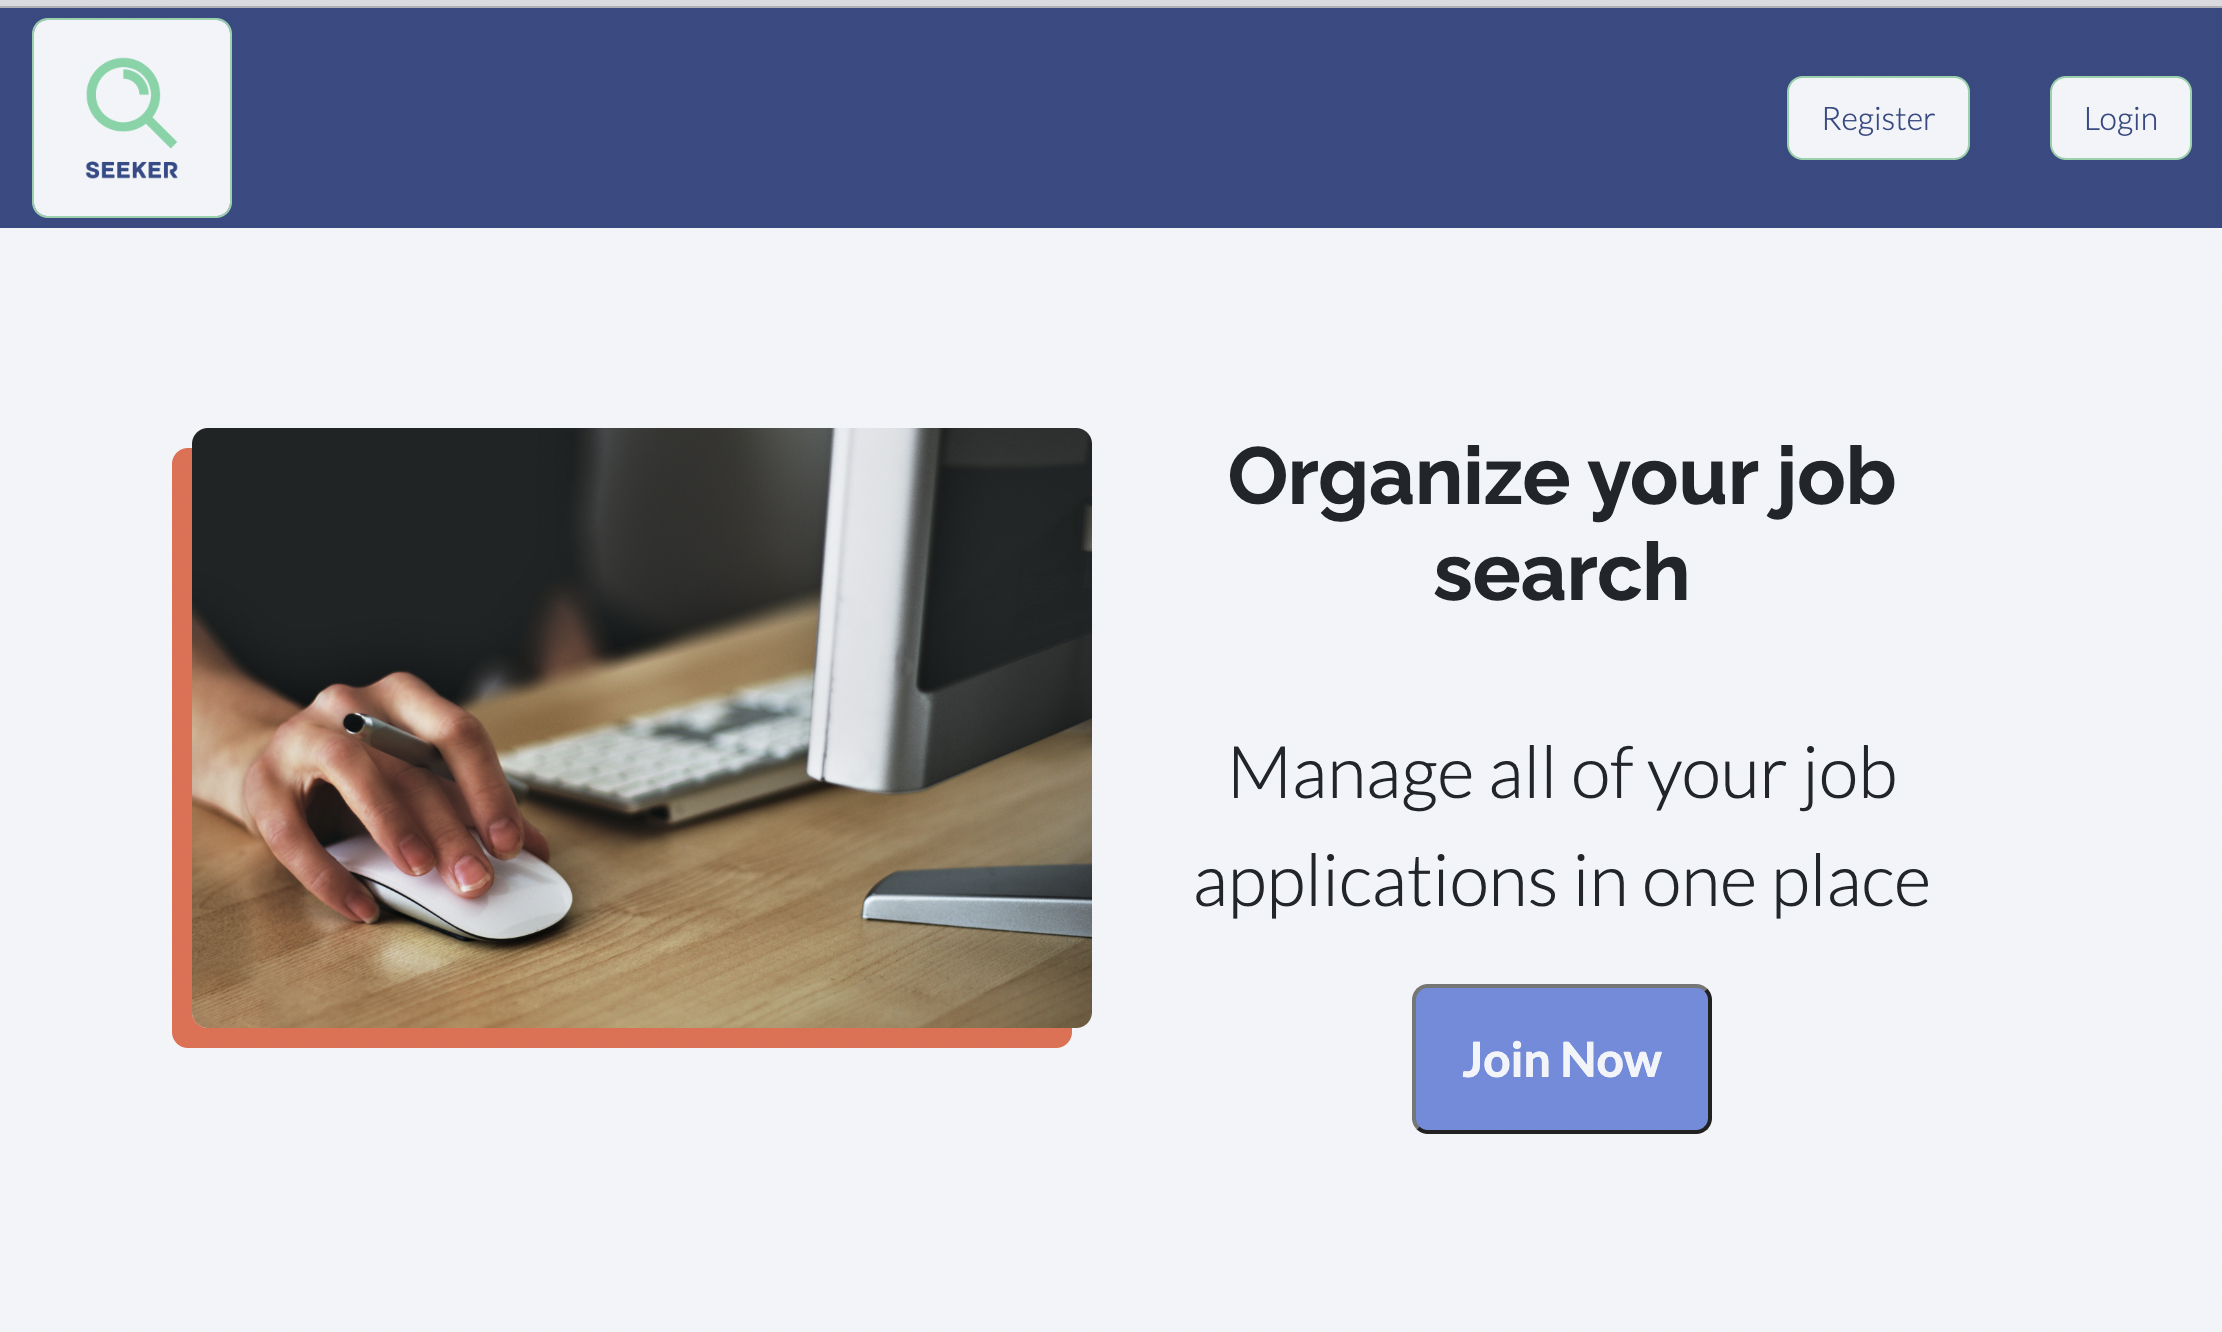 SEEKER
Register
Login
Organize your job
search
Manage all of your job
applications in one place
Join Now